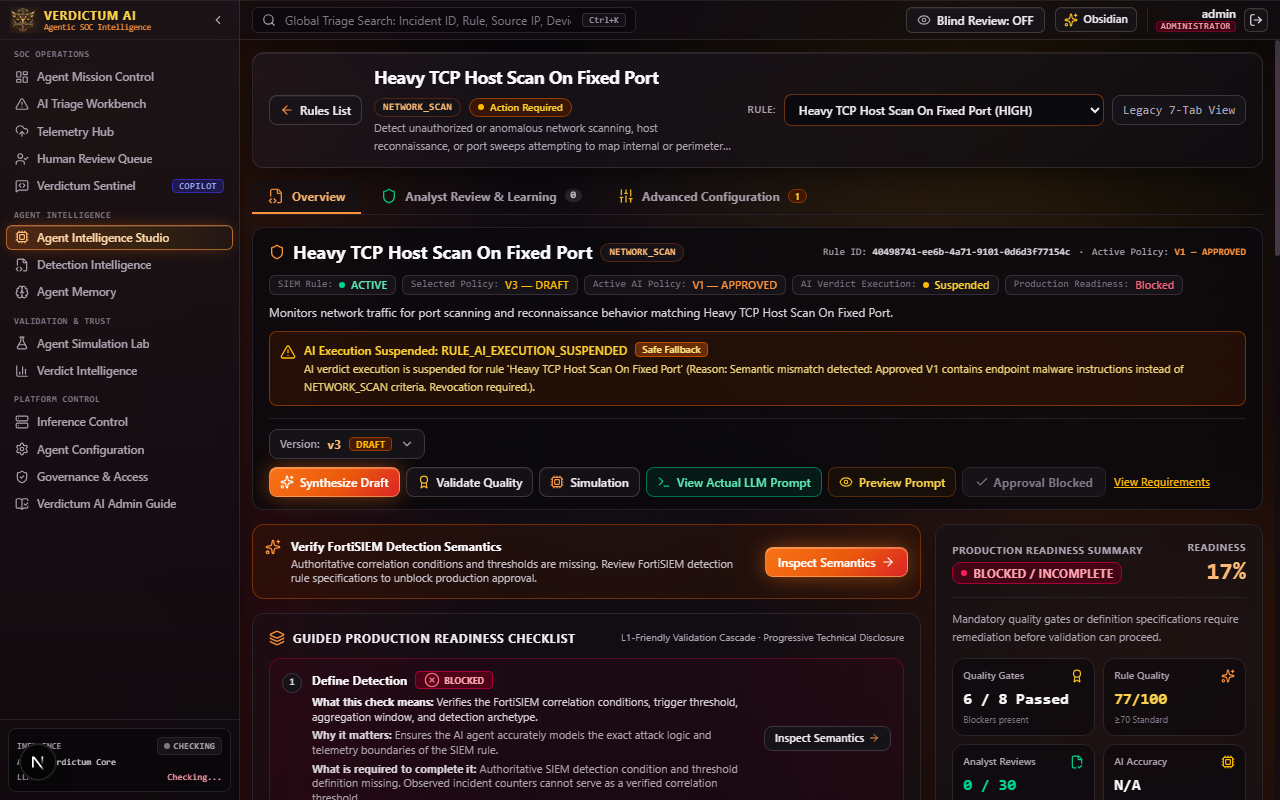 VERDICTUM AI
Agentic SOC Intelligence
SOC OPERATIONS
Agent Mission Control
AI Triage Workbench
Telemetry Hub
Human Review Queue
Verdictum Sentinel
COPILOT
AGENT INTELLIGENCE
Agent Intelligence Studio
Detection Intelligence
Agent Memory
VALIDATION & TRUST
Agent Simulation Lab
Verdict Intelligence
PLATFORM CONTROL
Inference Control
Agent Configuration
Governance & Access
Verdictum AI Admin Guide
CHECKING
N
Core
Checking...
Global Triage Search: Incident ID, Rule, Source IP,
Ctrl+K
Blind Review: OFF
Obsidian
admin
ADMINISTRATOR
Rules List
Heavy TCP Host Scan On Fixed Port
NETWORK_SCAN
Action Required
Detect unauthorized or anomalous network scanning, host
reconnaissance, or port sweeps attempting to map internal or perimeter...
RULE:
Heavy TCP Host Scan On Fixed Port (HIGH)
Legacy 7-Tab View
Overview
Analyst Review & Learning 0
Advanced Configuration 1
Heavy TCP Host Scan On Fixed Port NETWORK_SCAN
Rule ID: 40498741-ee6b-4a71-9101-0d6d3f77154c · Active Policy: V1 — APPROVED
SIEM Rule: ACTIVE
Selected Policy: V3 — DRAFT
Active AI Policy: V1 — APPROVED
AI Verdict Execution: Suspended
Production Readiness: Blocked
Monitors network traffic for port scanning and reconnaissance behavior matching Heavy TCP Host Scan On Fixed Port.
AI Execution Suspended: RULE_AI_EXECUTION_SUSPENDED Safe Fallback
AI verdict execution is suspended for rule 'Heavy TCP Host Scan On Fixed Port' (Reason: Semantic mismatch detected: Approved V1 contains endpoint malware instructions instead of
NETWORK_SCAN criteria. Revocation required.).
Version: v3 DRAFT
Synthesize Draft
Validate Quality
Simulation
View Actual LLM Prompt
Preview Prompt
Approval Blocked
View Requirements
Verify FortiSIEM Detection Semantics
Authoritative correlation conditions and thresholds are missing. Review FortiSIEM detection
rule specifications to unblock production approval.
Inspect Semantics →
GUIDED PRODUCTION READINESS CHECKLIST
L1-Friendly Validation Cascade · Progressive Technical Disclosure
1
Define Detection BLOCKED
What this check means: Verifies the FortiSIEM correlation conditions, trigger threshold,
aggregation window, and detection archetype.
Why it matters: Ensures the AI agent accurately models the exact attack logic and
telemetry boundaries of the SIEM rule.
What is required to complete it: Authoritative SIEM detection condition and threshold
definition missing. Observed incident counters cannot serve as a verified correlation
threshold.
Inspect Semantics →
PRODUCTION READINESS SUMMARY
BLOCKED / INCOMPLETE
READINESS
17%
Mandatory quality gates or definition specifications require
remediation before validation can proceed.
Quality Gates
6 / 8 Passed
Blockers present
Rule Quality
77/100
≥70 Standard
Analyst Reviews
0 / 30
AI Accuracy
N/A